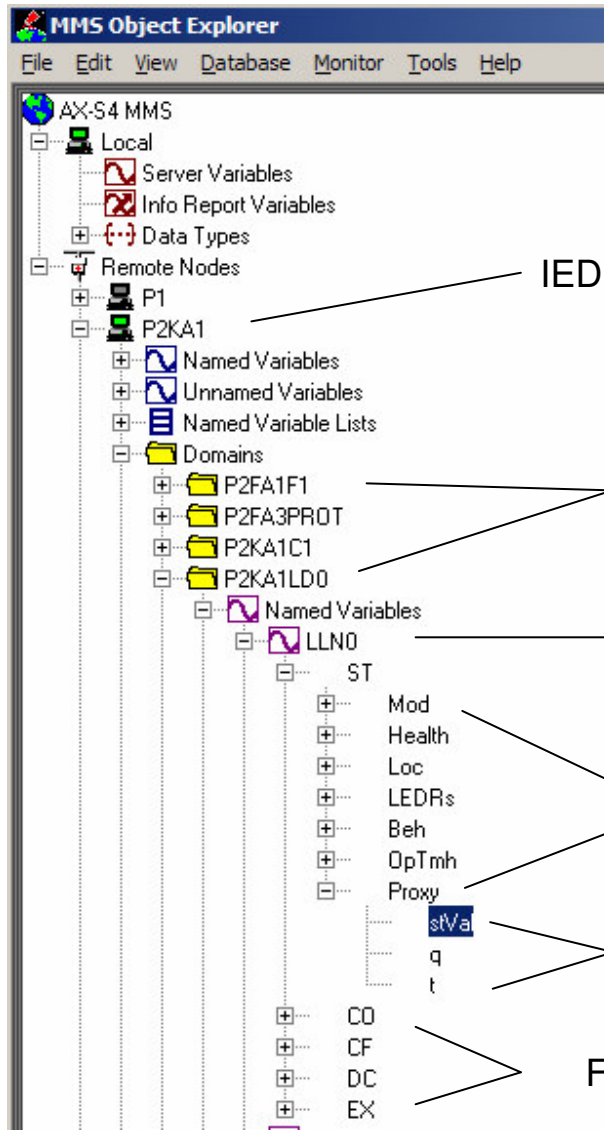 MMS Object Explorer
File Edit View Database Monitor Tools Help
AX-S4 MMS
Local
Server Variables
Info Report Variables
Data Types
Remote Nodes
P1
IED
P2KA1
Named Variables
Unnamed Variables
Named Variable Lists
Domains
P2FA1F1
P2FA3PROT
P2KA1C1
P2KA1LD0
Named Variables
LLN0
ST
Mod
Health
Loc
LEDRs
Beh
OpTmh
Proxy
stVal
q
t
CO
CF
F
DC
EX